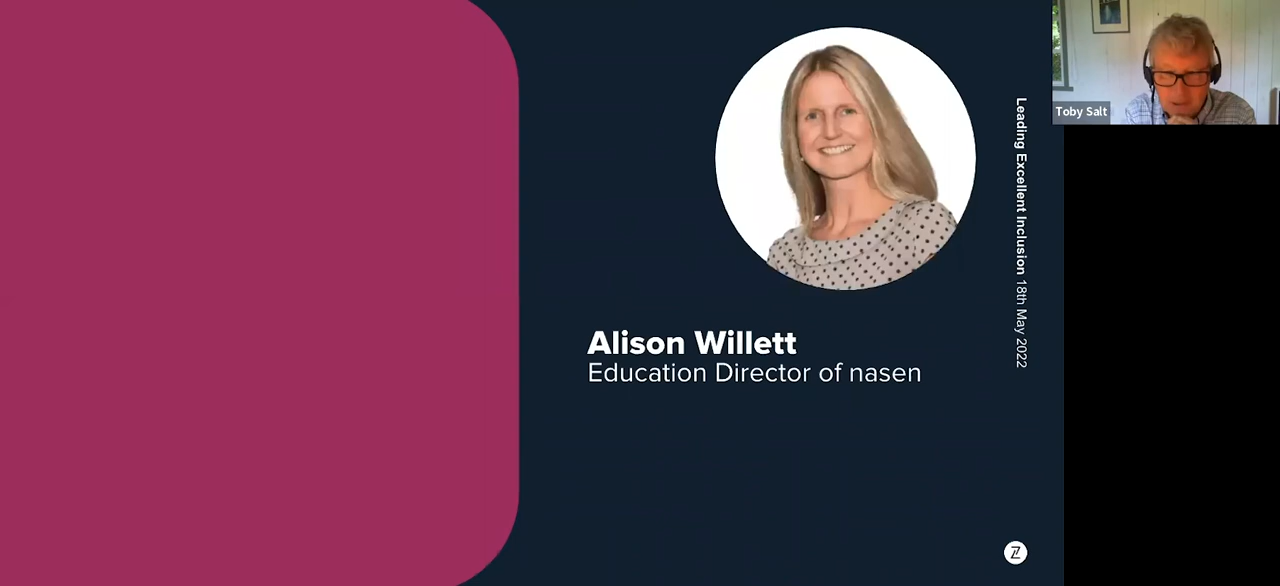 Alison Willett
Education Director of nasen
Leading Excellent Inclusion 18th May 2022
Toby Salt
Z